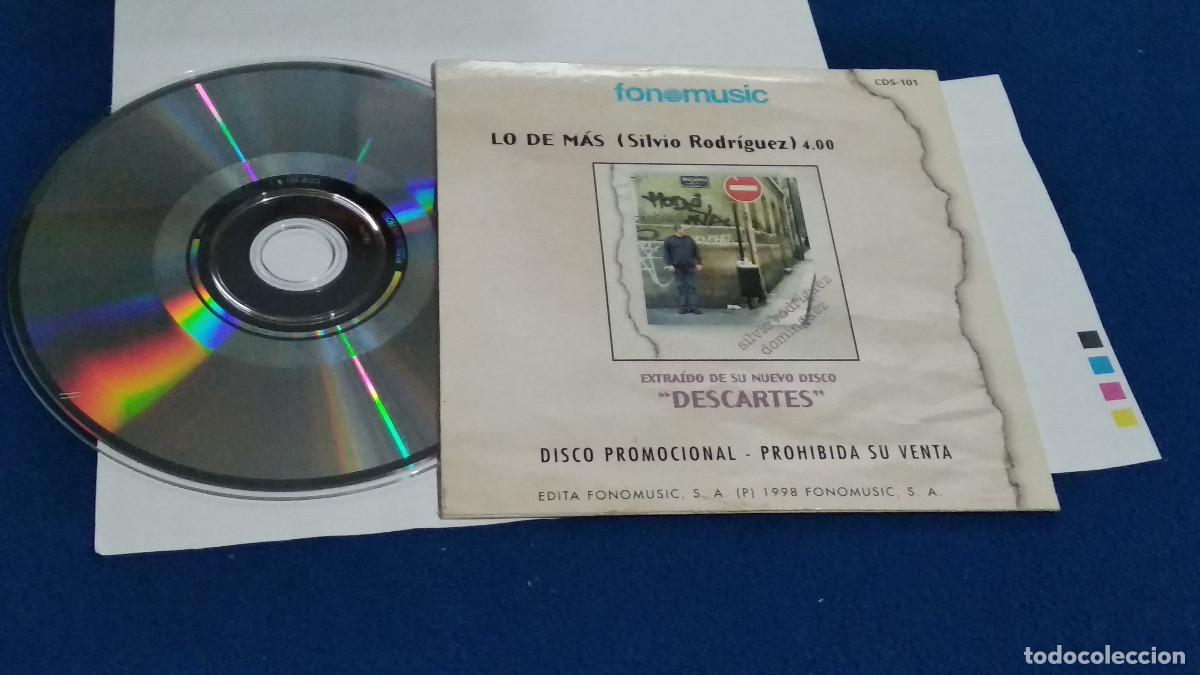 fonomusic
CDS-101
LO DE MÁS (Silvio Rodríguez) 4.00
silvio rodríguez
domínguez
EXTRAÍDO DE SU NUEVO DISCO
"DESCARTES"
DISCO PROMOCIONAL - PROHIBIDA SU VENTA
EDITA FONOMUSIC, S. A. (P) 1998 FONOMUSIC, S. A.
todocoleccion